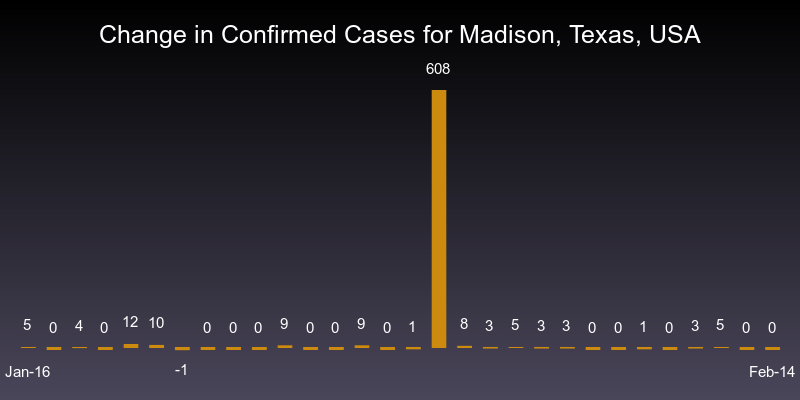 Change in Confirmed Cases for Madison, Texas, USA
608
5 0 4 0 12 10 0 0 0 9 0 0 9 0 1 8 3 5 3 3 0 0 1 0 3 5 0 0
-1
Jan-16 Feb-14